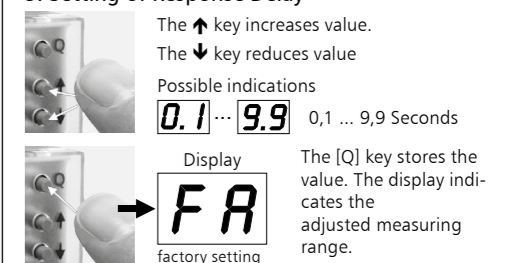 The ↑ key increases value.
The ↓ key reduces value
Possible indications
0.1 ... 9.9 0,1 ... 9,9 Seconds
Q
Display
FA
factory setting
The [Q] key stores the
value. The display indi-
cates the
adjusted measuring
range.
Q